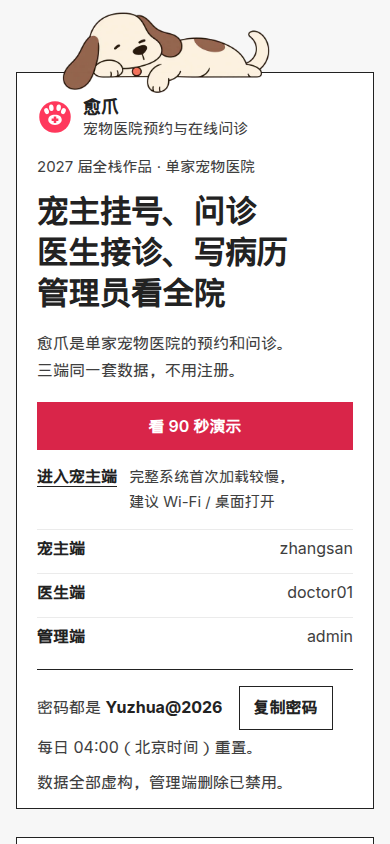 愈爪
宠物医院预约与在线问诊
2027 届全栈作品 · 单家宠物医院
宠主挂号、问诊
医生接诊、写病历
管理员看全院
愈爪是单家宠物医院的预约和问诊。
三端同一套数据，不用注册。
看 90 秒演示
进入宠主端 完整系统首次加载较慢，
建议 Wi-Fi / 桌面打开
宠主端 zhangsan
医生端 doctor01
管理端 admin
密码都是 Yuzhua@2026 复制密码
每日 04:00（北京时间）重置。
数据全部虚构，管理端删除已禁用。